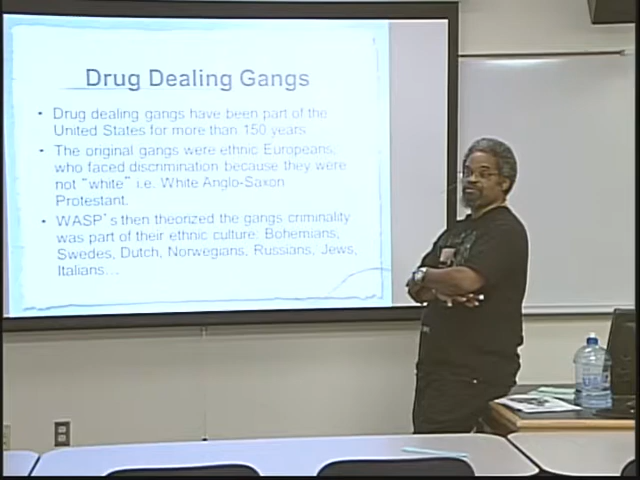 Drug Dealing Gangs
• Drug dealing gangs have been part of the
United States for more than 150 years
• The original gangs were ethnic Europeans,
who faced discrimination because they were
not "white" i.e. White Anglo-Saxon
Protestant.
• WASP's then theorized the gangs criminality
was part of their ethnic culture: Bohemians,
Swedes, Dutch, Norwegians, Russians, Jews,
Italians...